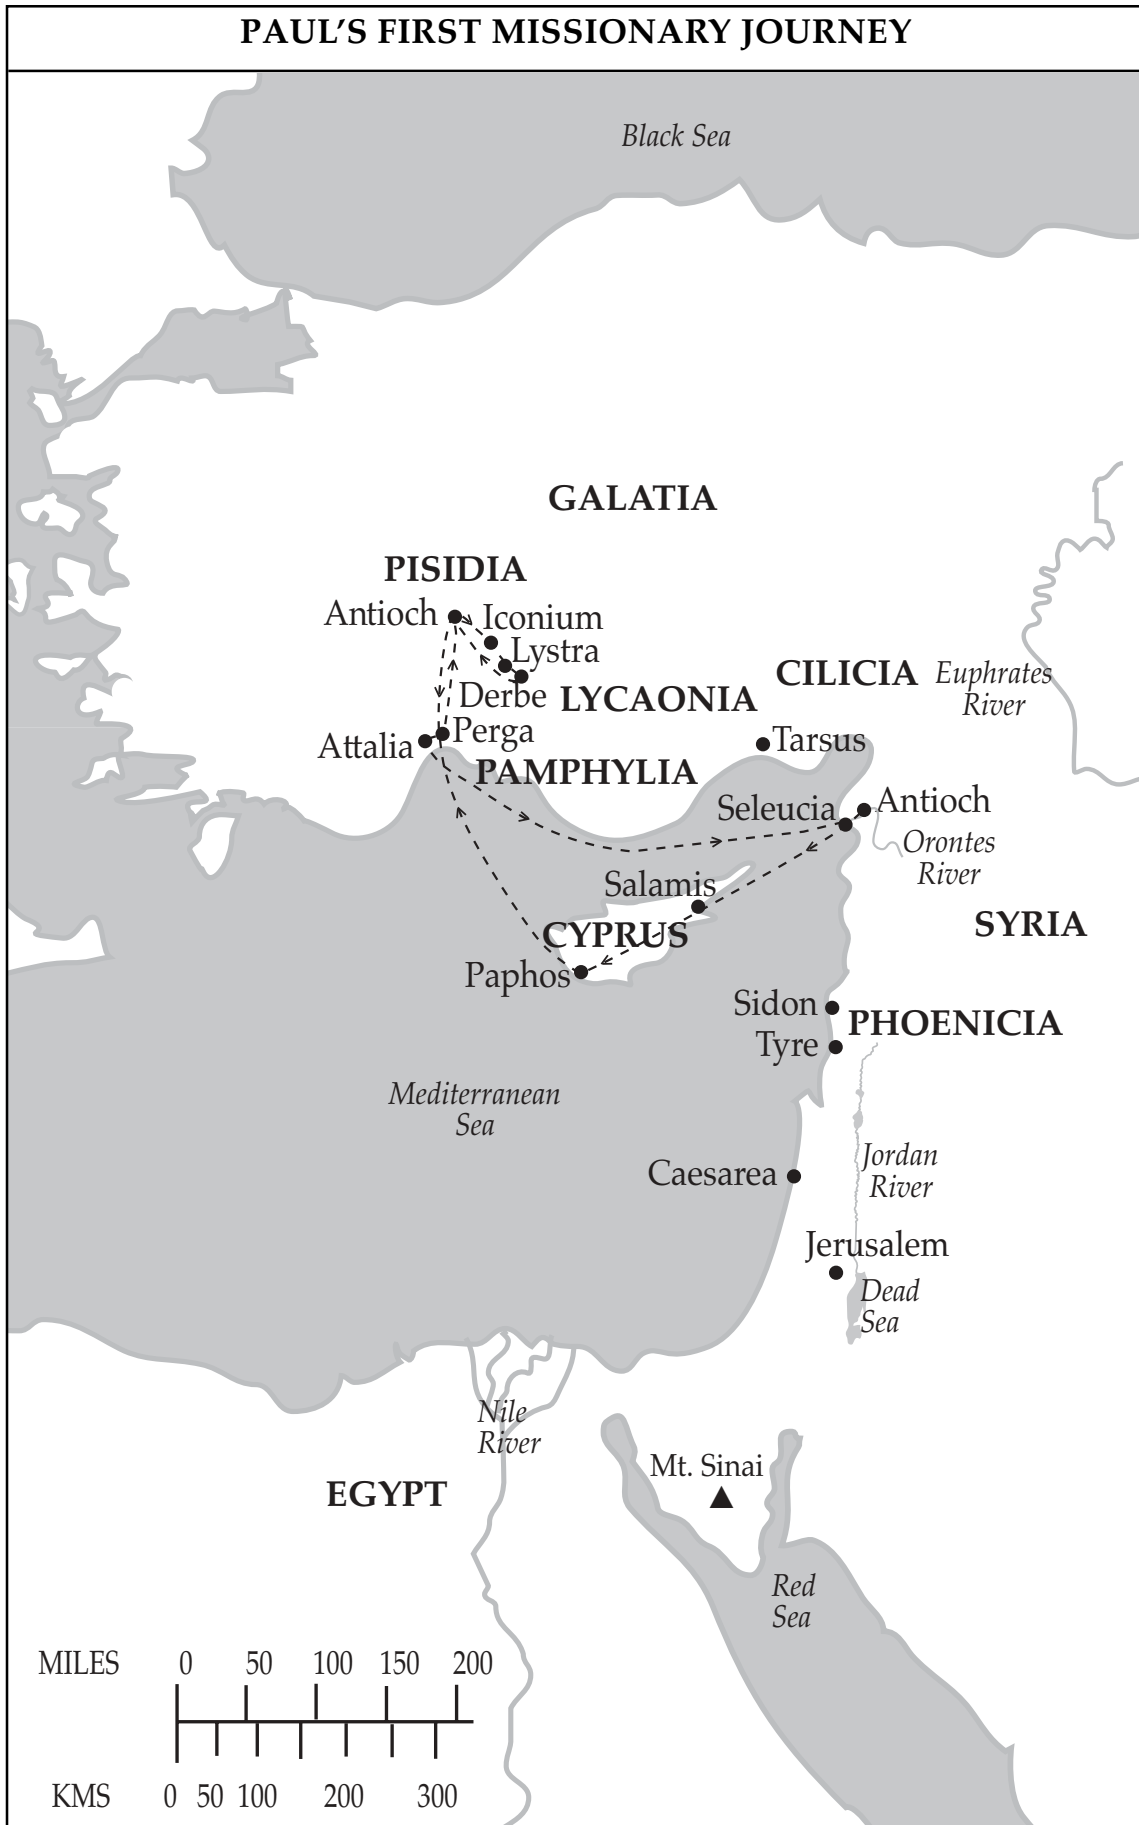 PAUL'S FIRST MISSIONARY JOURNEY
Black Sea
GALATIA
PISIDIA
Antioch
Iconium
Lystra
Derbe
LYCAONIA
CILICIA
Euphrates
River
Attalia
Perga
Tarsus
PAMPHYLIA
Seleucia
Antioch
Orontes
River
Salamis
CYPRUS
SYRIA
Paphos
Sidon
PHOENICIA
Tyre
Mediterranean
Sea
Caesarea
Jordan
River
Jerusalem
Dead
Sea
Nile
River
Mt. Sinai
EGYPT
Red
Sea
MILES 0 50 100 150 200
KMS 0 50 100 200 300